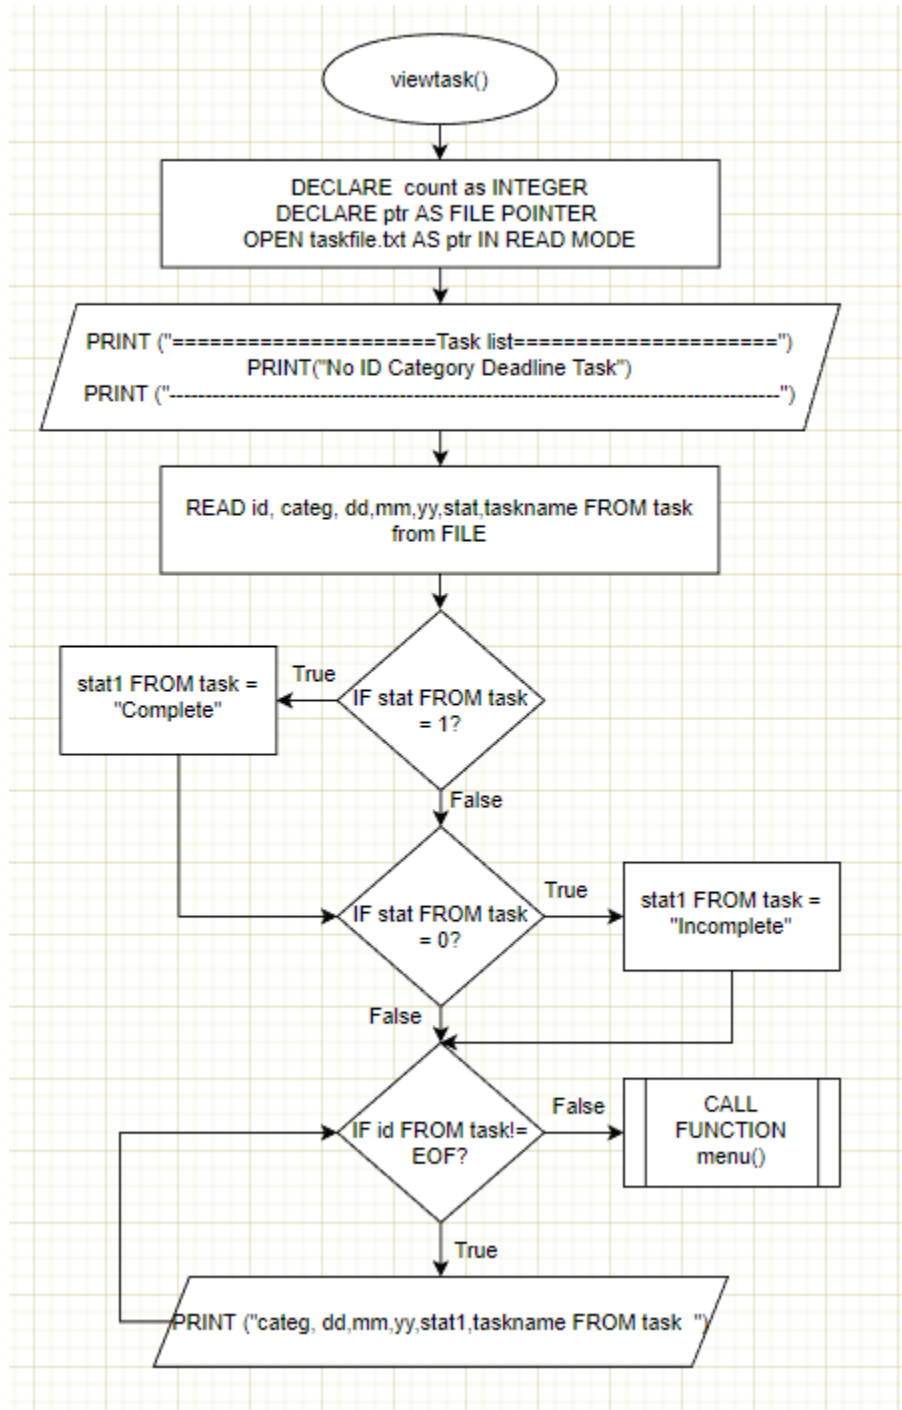 viewtask()
DECLARE  count as INTEGER
DECLARE ptr AS FILE POINTER
OPEN taskfile.txt AS ptr IN READ MODE
PRINT ("=====================Task list=====================")
PRINT("No ID Category Deadline Task")
PRINT ("-------------------------------------------------------------------------------------")
READ id, categ, dd,mm,yy,stat,taskname FROM task
from FILE
IF stat FROM task
= 1?
True
stat1 FROM task =
"Complete"
False
IF stat FROM task
= 0?
True
stat1 FROM task =
"Incomplete"
False
IF id FROM task!=
EOF?
False
CALL
FUNCTION
menu()
True
PRINT ("categ, dd,mm,yy,stat1,taskname FROM task  ")